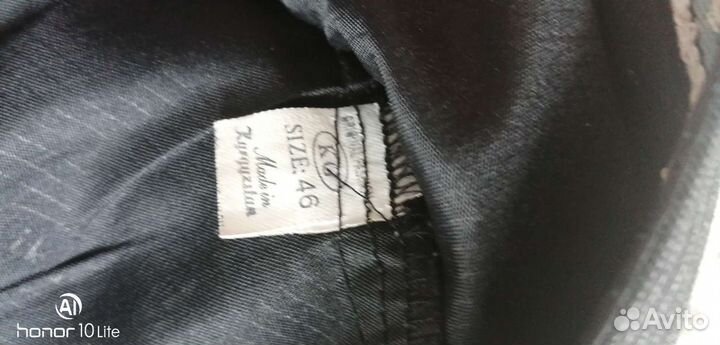 KG
SIZE: 46
Made in
Kyrgyzstan
AI
honor 10 Lite
Avito